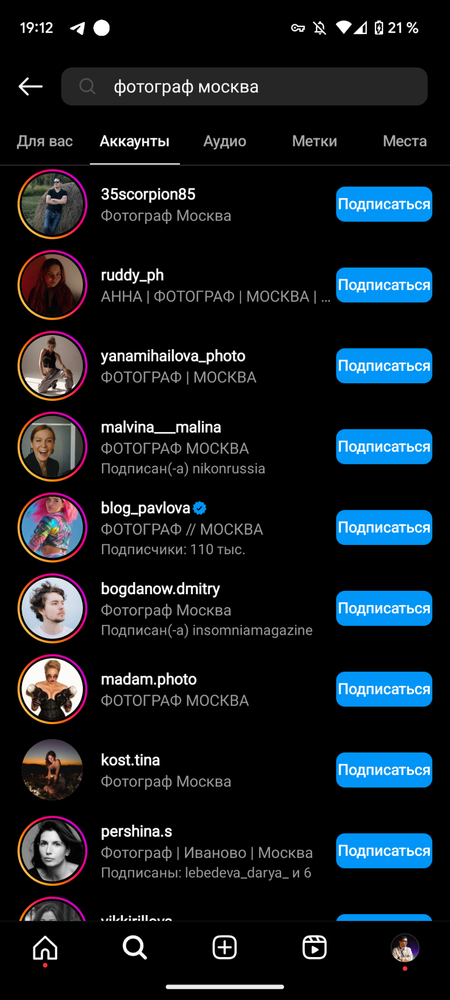 19:12
21 %
фотограф москва
Для вас Аккаунты Аудио Метки Места
35scorpion85
Фотограф Москва
Подписаться
ruddy_ph
АННА | ФОТОГРАФ | МОСКВА | ...
Подписаться
yanamihailova_photo
ФОТОГРАФ | МОСКВА
Подписаться
malvina___malina
ФОТОГРАФ МОСКВА
Подписан(-а) nikonrussia
Подписаться
blog_pavlova
ФОТОГРАФ // МОСКВА
Подписчики: 110 тыс.
Подписаться
bogdanow.dmitry
Фотограф Москва
Подписан(-а) insomniamagazine
Подписаться
madam.photo
ФОТОГРАФ МОСКВА
Подписаться
kost.tina
Фотограф Москва
Подписаться
pershina.s
Фотограф | Иваново | Москва
Подписаны: lebedeva_darya_ и 6
Подписаться